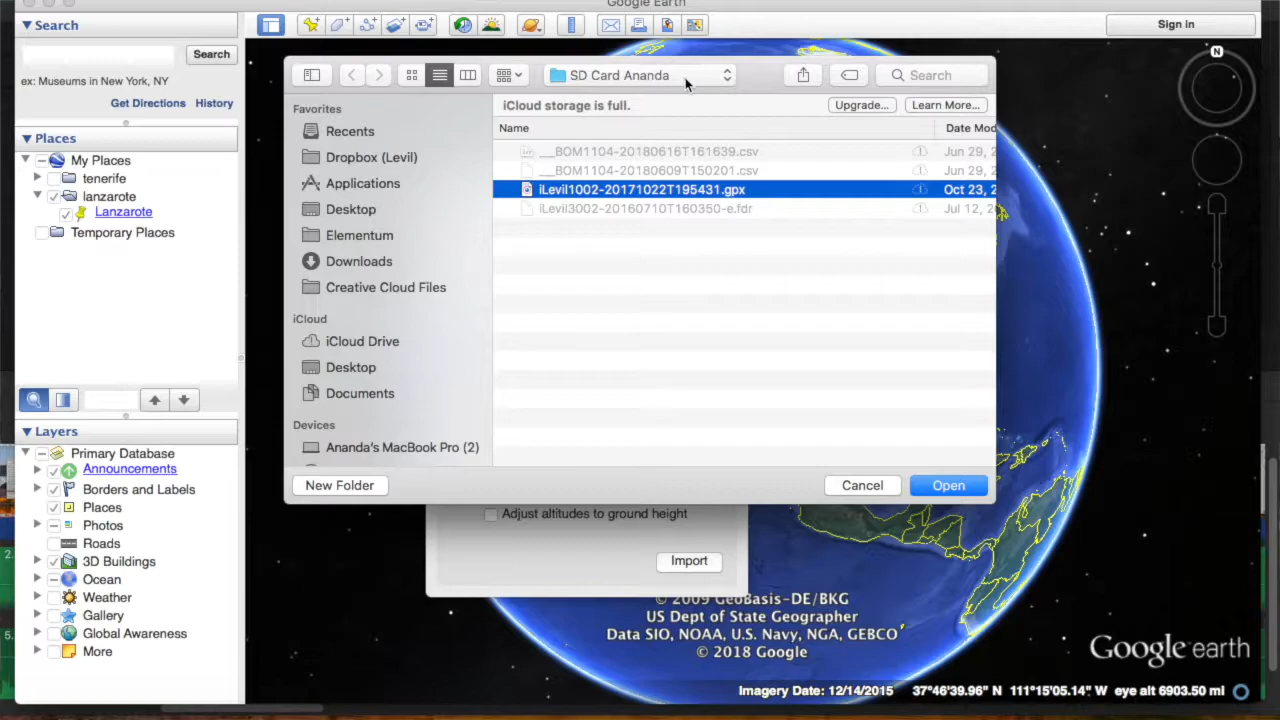 Google Earth
Search
Search
ex: Museums in New York, NY
Get Directions History
Places
My Places
tenerife
lanzarote
Lanzarote
Temporary Places
Layers
Primary Database
Announcements
Borders and Labels
Places
Photos
Roads
3D Buildings
Ocean
Weather
Gallery
Global Awareness
More
Sign in
N
SD Card Ananda
Search
Favorites
Recents
Dropbox (Levil)
Applications
Desktop
Elementum
Downloads
Creative Cloud Files
iCloud
iCloud Drive
Desktop
Documents
Devices
Ananda's MacBook Pro (2)
iCloud storage is full.
Upgrade...
Learn More...
Name Date Mod
__BOM1104-20180616T161639.csv Jun 29, 2
__BOM1104-20180609T150201.csv Jun 29, 2
iLevil1002-20171022T195431.gpx Oct 23, 2
iLevil3002-20160710T160350-e.fdr Jul 12, 2
New Folder
Cancel
Open
Adjust altitudes to ground height
Import
© 2009 GeoBasis-DE/BKG
US Dept of State Geographer
Data SIO, NOAA, U.S. Navy, NGA, GEBCO
© 2018 Google
Google earth
Imagery Date: 12/14/2015 37°46'39.96" N 111°15'05.14" W eye alt 6903.50 mi
2.
5.